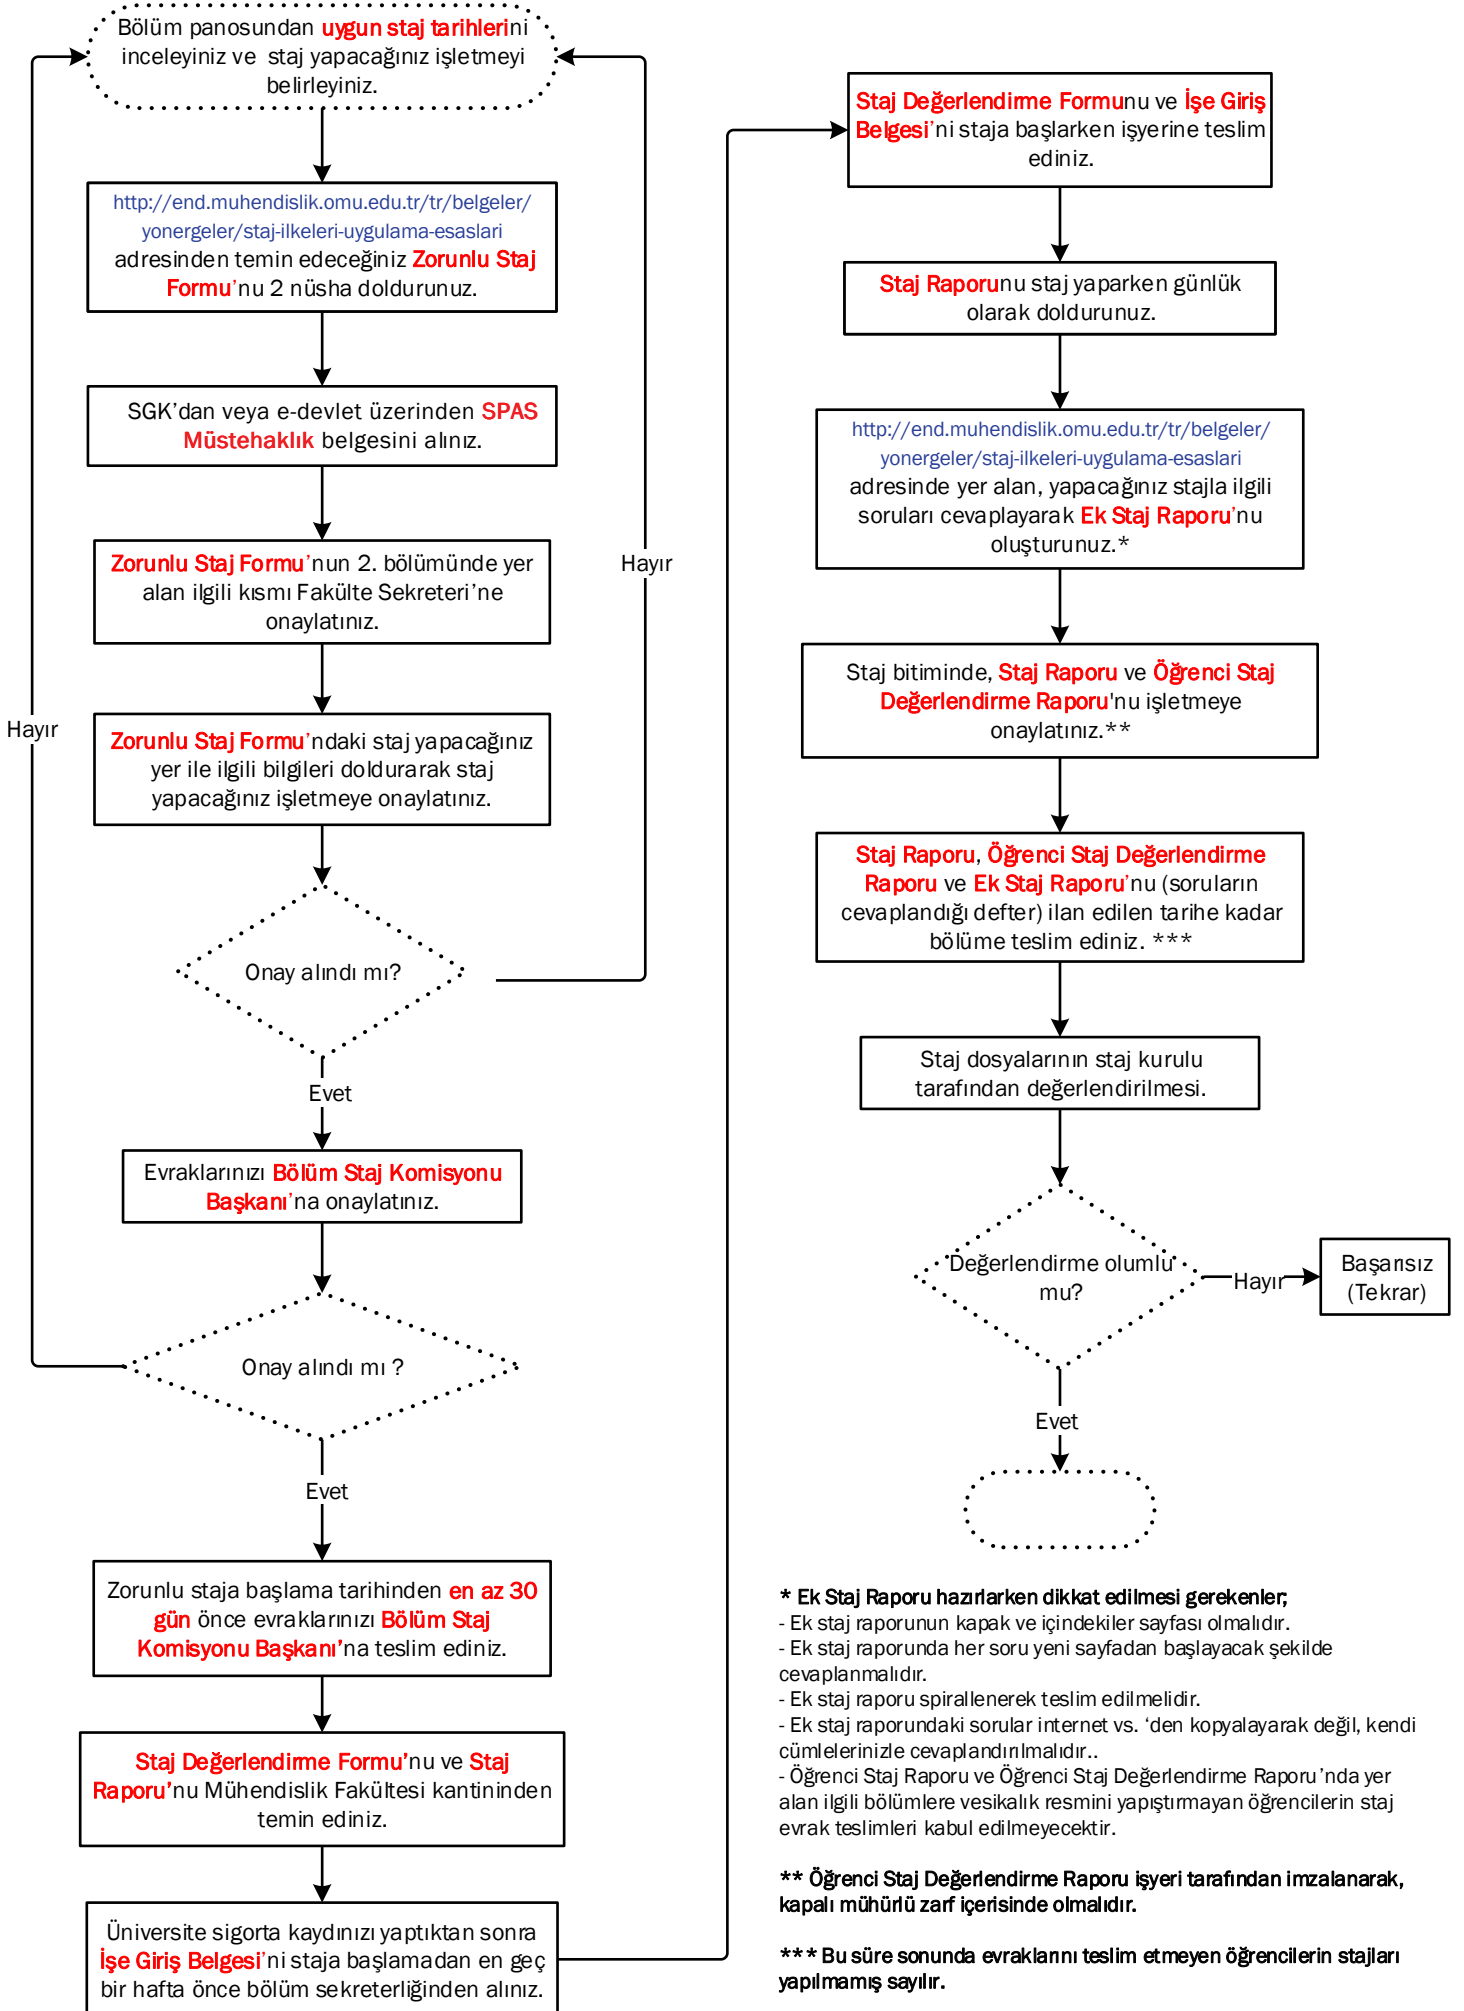 Bölüm panosundan uygun staj tarihlerini
inceleyiniz ve staj yapacağınız işletmeyi
belirleyiniz.
http://end.muhendislik.omu.edu.tr/tr/belgeler/
yonergeler/staj-ilkeleri-uygulama-esaslari
adresinden temin edeceğiniz Zorunlu Staj
Formu’nu 2 nüsha doldurunuz.
SGK’dan veya e-devlet üzerinden SPAS
Müstehaklık belgesini alınız.
Zorunlu Staj Formu’nun 2. bölümünde yer
alan ilgili kısmı Fakülte Sekreteri’ne
onaylatınız.
Hayır
Hayır
Zorunlu Staj Formu’ndaki staj yapacağınız
yer ile ilgili bilgileri doldurarak staj
yapacağınız işletmeye onaylatınız.
Onay alındı mı?
Evet
Evraklarınızı Bölüm Staj Komisyonu
Başkanı’na onaylatınız.
Onay alındı mı ?
Evet
Zorunlu staja başlama tarihinden en az 30
gün önce evraklarınızı Bölüm Staj
Komisyonu Başkanı’na teslim ediniz.
Staj Değerlendirme Formu’nu ve Staj
Raporu’nu Mühendislik Fakültesi kantininden
temin ediniz.
Üniversite sigorta kaydınızı yaptıktan sonra
İşe Giriş Belgesi’ni staja başlamadan en geç
bir hafta önce bölüm sekreterliğinden alınız.
Staj Değerlendirme Formunu ve İşe Giriş
Belgesi’ni staja başlarken işyerine teslim
ediniz.
Staj Raporunu staj yaparken günlük
olarak doldurunuz.
http://end.muhendislik.omu.edu.tr/tr/belgeler/
yonergeler/staj-ilkeleri-uygulama-esaslari
adresinde yer alan, yapacağınız stajla ilgili
soruları cevaplayarak Ek Staj Raporu’nu
oluşturunuz.*
Staj bitiminde, Staj Raporu ve Öğrenci Staj
Değerlendirme Raporu'nu işletmeye
onaylatınız.**
Staj Raporu, Öğrenci Staj Değerlendirme
Raporu ve Ek Staj Raporu’nu (soruların
cevaplandığı defter) ilan edilen tarihe kadar
bölüme teslim ediniz. ***
Staj dosyalarının staj kurulu
tarafından değerlendirilmesi.
Değerlendirme olumlu
mu?
Hayır
Başarısız
(Tekrar)
Evet
* Ek Staj Raporu hazırlarken dikkat edilmesi gerekenler;
- Ek staj raporunun kapak ve içindekiler sayfası olmalıdır.
- Ek staj raporunda her soru yeni sayfadan başlayacak şekilde
cevaplanmalıdır.
- Ek staj raporu spirallenerek teslim edilmelidir.
- Ek staj raporundaki sorular internet vs. ‘den kopyalayarak değil, kendi
cümlelerinizle cevaplandırılmalıdır..
- Öğrenci Staj Raporu ve Öğrenci Staj Değerlendirme Raporu’nda yer
alan ilgili bölümlere vesikalık resmini yapıştırmayan öğrencilerin staj
evrak teslimleri kabul edilmeyecektir.
** Öğrenci Staj Değerlendirme Raporu işyeri tarafından imzalanarak,
kapalı mühürlü zarf içerisinde olmalıdır.
*** Bu süre sonunda evraklarını teslim etmeyen öğrencilerin stajları
yapılmamış sayılır.